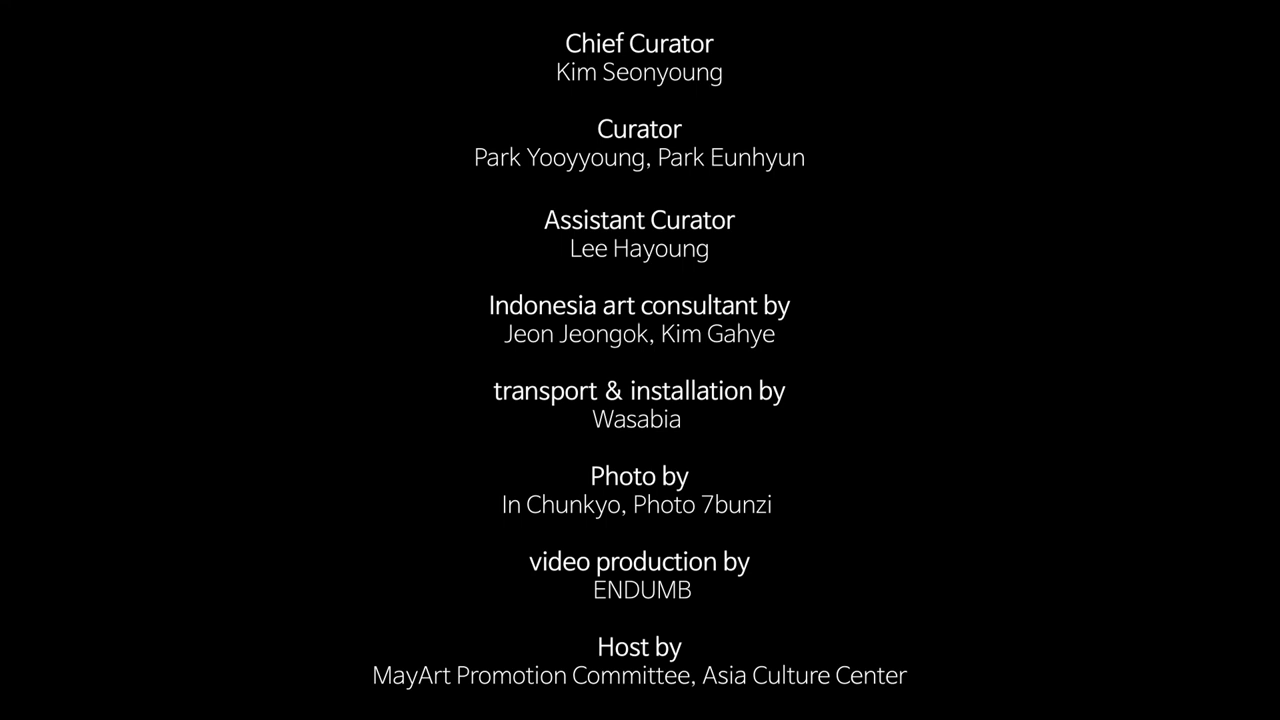 Chief Curator
Kim Seonyoung
Curator
Park Yooyyoung, Park Eunhyun
Assistant Curator
Lee Hayoung
Indonesia art consultant by
Jeon Jeongok, Kim Gahye
transport & installation by
Wasabia
Photo by
In Chunkyo, Photo 7bunzi
video production by
ENDUMB
Host by
MayArt Promotion Committee, Asia Culture Center